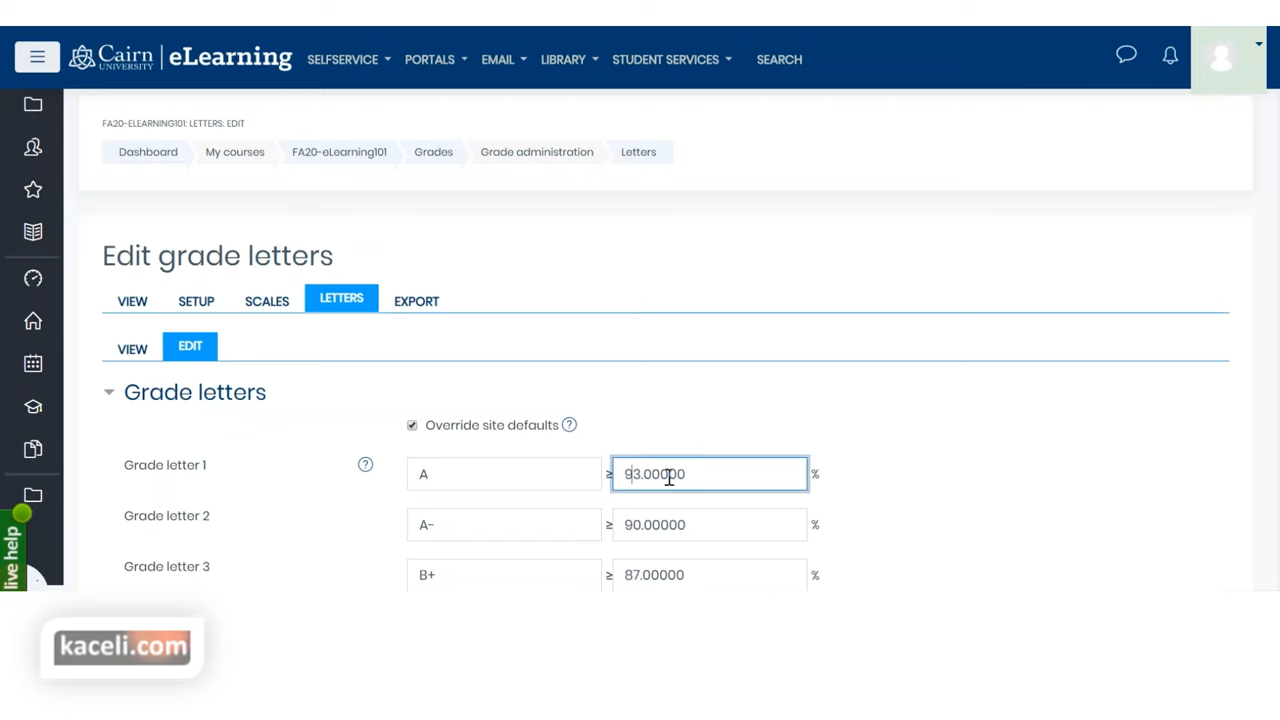 Cairn UNIVERSITY eLearning SELFSERVICE PORTALS EMAIL LIBRARY STUDENT SERVICES SEARCH
FA20-ELEARNING101: LETTERS: EDIT
Dashboard My courses FA20-eLearning101 Grades Grade administration Letters
Edit grade letters
VIEW SETUP SCALES LETTERS EXPORT
VIEW EDIT
Grade letters
Override site defaults ?
Grade letter 1 ? A ≥ 93.00000 %
Grade letter 2 A- ≥ 90.00000 %
Grade letter 3 B+ ≥ 87.00000 %
live help
kaceli.com